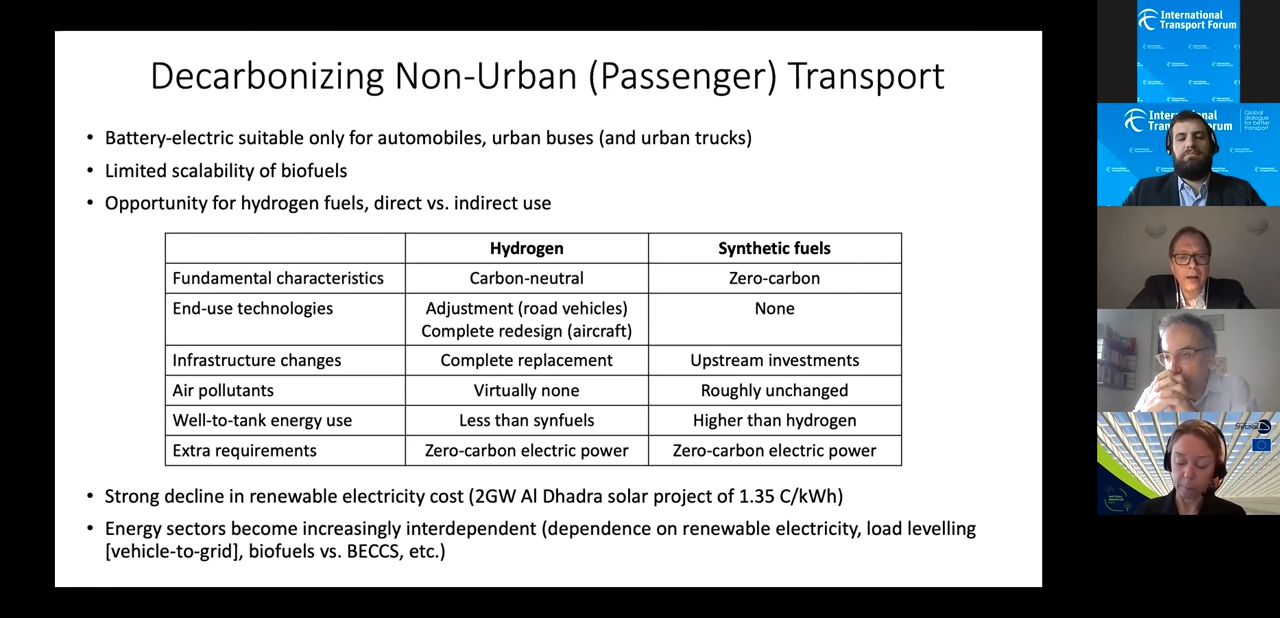 Decarbonizing Non-Urban (Passenger) Transport
• Battery-electric suitable only for automobiles, urban buses (and urban trucks)
• Limited scalability of biofuels
• Opportunity for hydrogen fuels, direct vs. indirect use
Hydrogen Synthetic fuels
Fundamental characteristics Carbon-neutral Zero-carbon
End-use technologies Adjustment (road vehicles) None
Complete redesign (aircraft)
Infrastructure changes Complete replacement Upstream investments
Air pollutants Virtually none Roughly unchanged
Well-to-tank energy use Less than synfuels Higher than hydrogen
Extra requirements Zero-carbon electric power Zero-carbon electric power
• Strong decline in renewable electricity cost (2GW Al Dhadra solar project of 1.35 C/kWh)
• Energy sectors become increasingly interdependent (dependence on renewable electricity, load levelling
[vehicle-to-grid], biofuels vs. BECCS, etc.)
International
Transport Forum
Global
dialogue
for better
transport